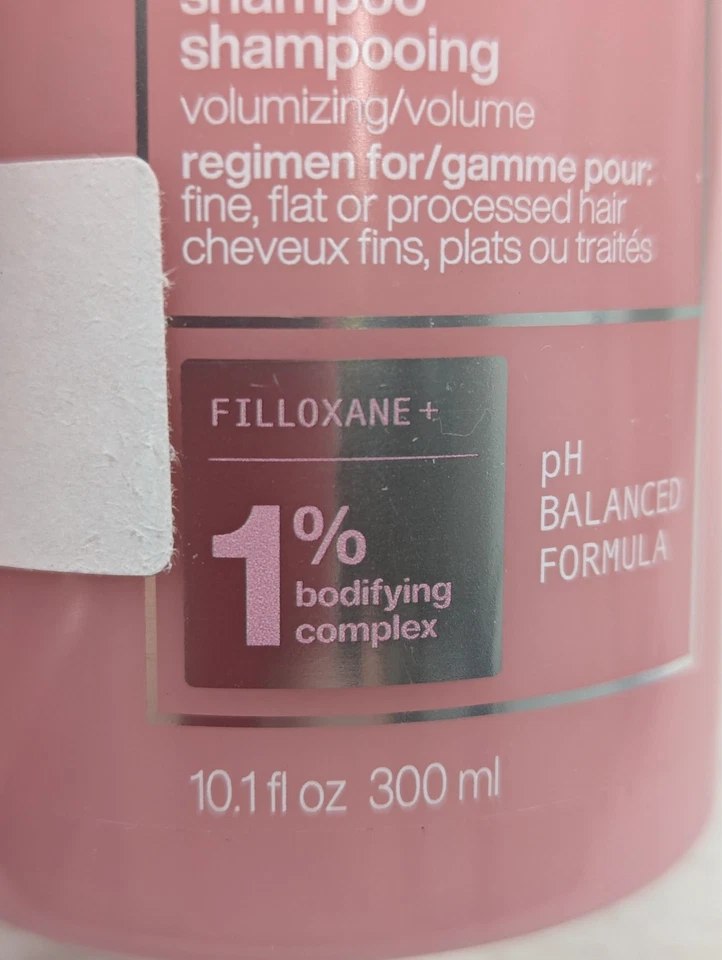 shampoo
shampooing
volumizing/volume
regimen for/gamme pour:
fine, flat or processed hair
cheveux fins, plats ou traités
FILLOXANE+
1%
bodifying
complex
pH
BALANCED
FORMULA
10.1 fl oz 300 ml